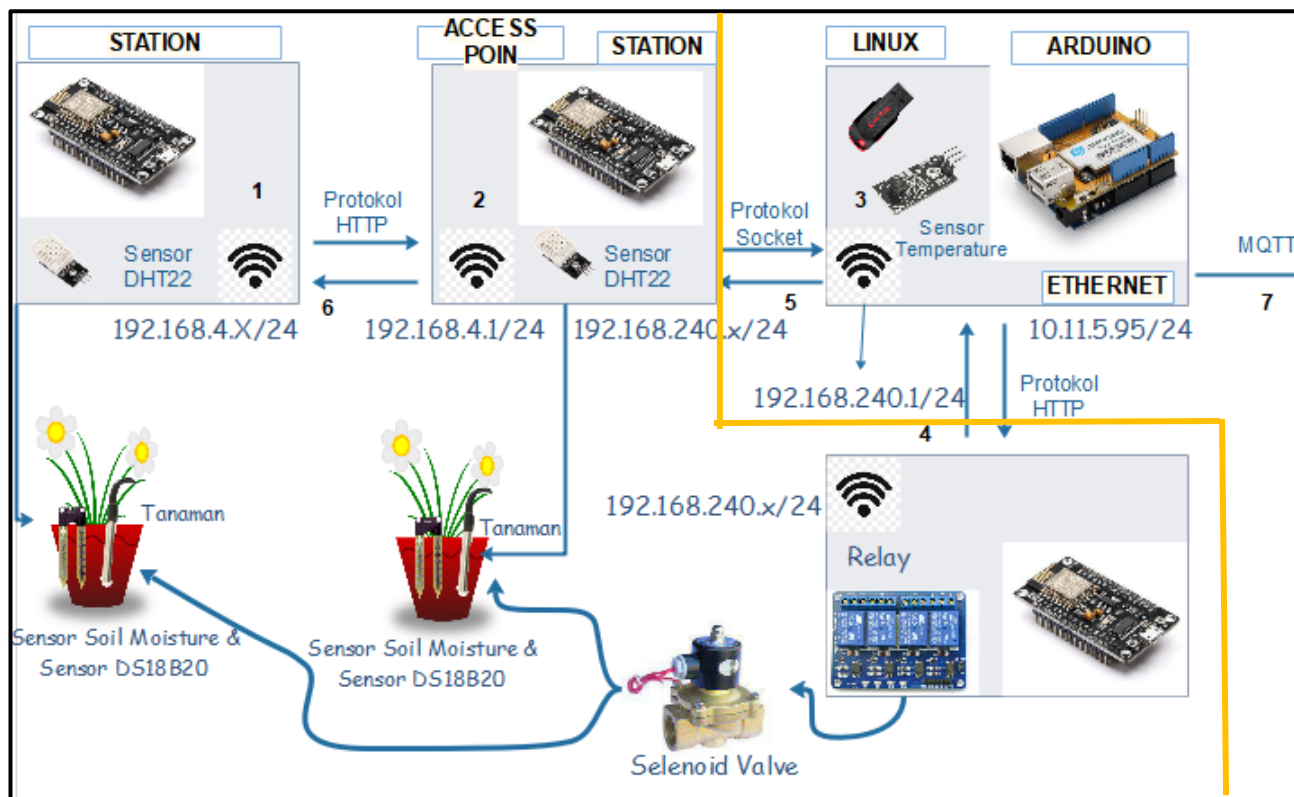 STATION
ACCESS
POIN
STATION
LINUX
ARDUINO
1
Protokol
HTTP
2
Protokol
Socket
3
Sensor
Temperature
Sensor
DHT22
Sensor
DHT22
MQTT
6
5
ETHERNET
7
192.168.4.X/24
192.168.4.1/24
192.168.240.x/24
10.11.5.95/24
192.168.240.1/24
Protokol
HTTP
4
192.168.240.x/24
Tanaman
Tanaman
Relay
Sensor Soil Moisture &
Sensor DS18B20
Sensor Soil Moisture &
Sensor DS18B20
Selenoid Valve